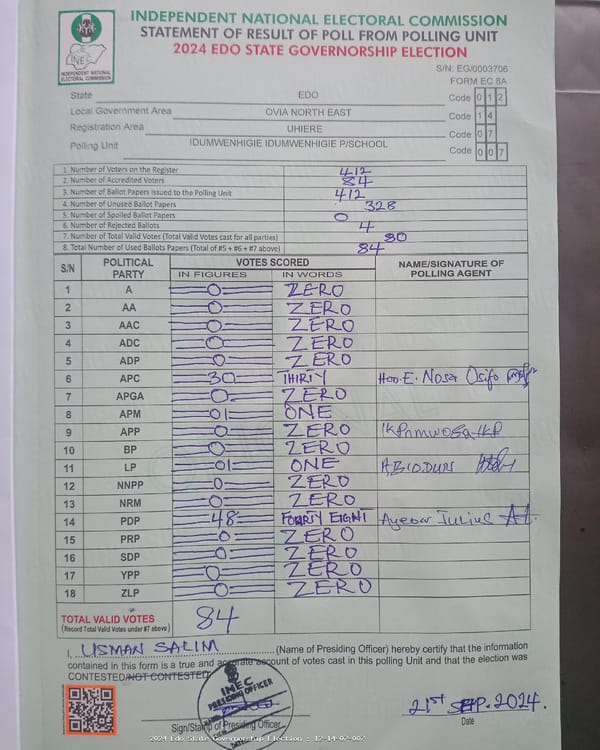 INDEPENDENT NATIONAL ELECTORAL COMMISSION
STATEMENT OF RESULT OF POLL FROM POLLING UNIT
2024 EDO STATE GOVERNORSHIP ELECTION
INEC
INDEPENDENT NATIONAL ELECTORAL COMMISSION
S/N: EG/0003706
FORM EC 8A
State EDO Code 0 1 2
Local Government Area OVIA NORTH EAST Code 1 4
Registration Area UHIERE Code 0 7
Polling Unit IDUMWENHIGIE IDUMWENHIGIE P/SCHOOL Code 0 0 7
1. Number of Voters on the Register 412
2. Number of Accredited Voters 84
3. Number of Ballot Papers Issued to the Polling Unit 412
4. Number of Unused Ballot Papers 328
5. Number of Spoiled Ballot Papers 0
6. Number of Rejected Ballots 4
7. Number of Total Valid Votes (Total Valid Votes cast for all parties) 80
8. Total Number of Used Ballots Papers (Total of #5 + #6 + #7 above) 84
S/N POLITICAL PARTY VOTES SCORED NAME/SIGNATURE OF POLLING AGENT
IN FIGURES IN WORDS
1 A 0 ZERO
2 AA 0 ZERO
3 AAC 0 ZERO
4 ADC 0 ZERO
5 ADP 0 ZERO
6 APC 30 THIRTY Hon. E. Nosa Osifo
7 APGA 0 ZERO
8 APM 01 ONE
9 APP 0 ZERO
10 BP 0 ZERO
11 LP 01 ONE ABIODUN
12 NNPP 0 ZERO
13 NRM 0 ZERO
14 PDP 48 FOURTY EIGHT Julius
15 PRP 0 ZERO
16 SDP 0 ZERO
17 YPP 0 ZERO
18 ZLP 0 ZERO
TOTAL VALID VOTES 84
(Record Total Valid Votes under #7 above)
I, USMAN SALIM (Name of Presiding Officer) hereby certify that the information
contained in this form is a true and accurate account of votes cast in this polling Unit and that the election was
CONTESTED/NOT CONTESTED
INEC
PRESIDING OFFICER
21ST SEP. 2024.
Sign/Stamp of Presiding Officer Date
2024 Edo State Governorship Election : 12-14-07-007